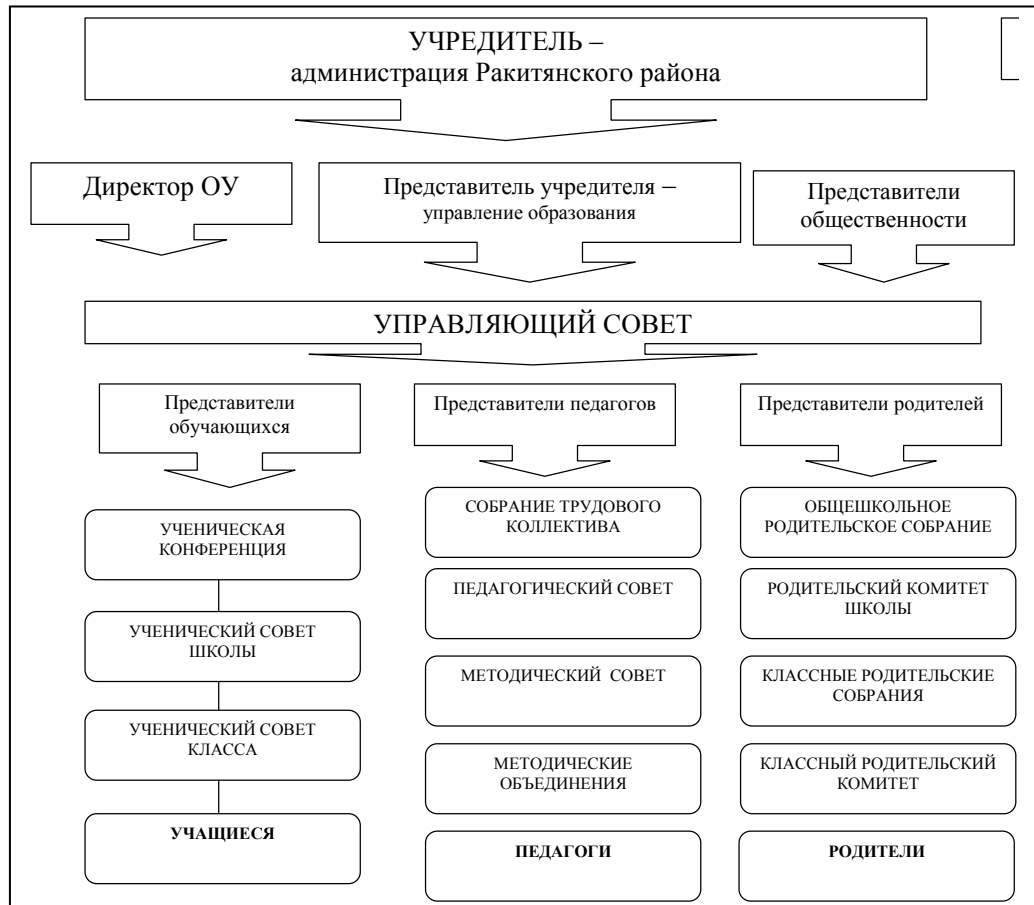 УЧРЕДИТЕЛЬ –
администрация Ракитянского района
Директор ОУ
Представитель учредителя –
управление образования
Представители
общественности
УПРАВЛЯЮЩИЙ СОВЕТ
Представители
обучающихся
Представители педагогов
Представители родителей
УЧЕНИЧЕСКАЯ
КОНФЕРЕНЦИЯ
УЧЕНИЧЕСКИЙ СОВЕТ
ШКОЛЫ
УЧЕНИЧЕСКИЙ СОВЕТ
КЛАССА
УЧАЩИЕСЯ
СОБРАНИЕ ТРУДОВОГО
КОЛЛЕКТИВА
ПЕДАГОГИЧЕСКИЙ СОВЕТ
МЕТОДИЧЕСКИЙ СОВЕТ
МЕТОДИЧЕСКИЕ
ОБЪЕДИНЕНИЯ
ПЕДАГОГИ
ОБЩЕШКОЛЬНОЕ
РОДИТЕЛЬСКОЕ СОБРАНИЕ
РОДИТЕЛЬСКИЙ КОМИТЕТ
ШКОЛЫ
КЛАССНЫЕ РОДИТЕЛЬСКИЕ
СОБРАНИЯ
КЛАССНЫЙ РОДИТЕЛЬСКИЙ
КОМИТЕТ
РОДИТЕЛИ